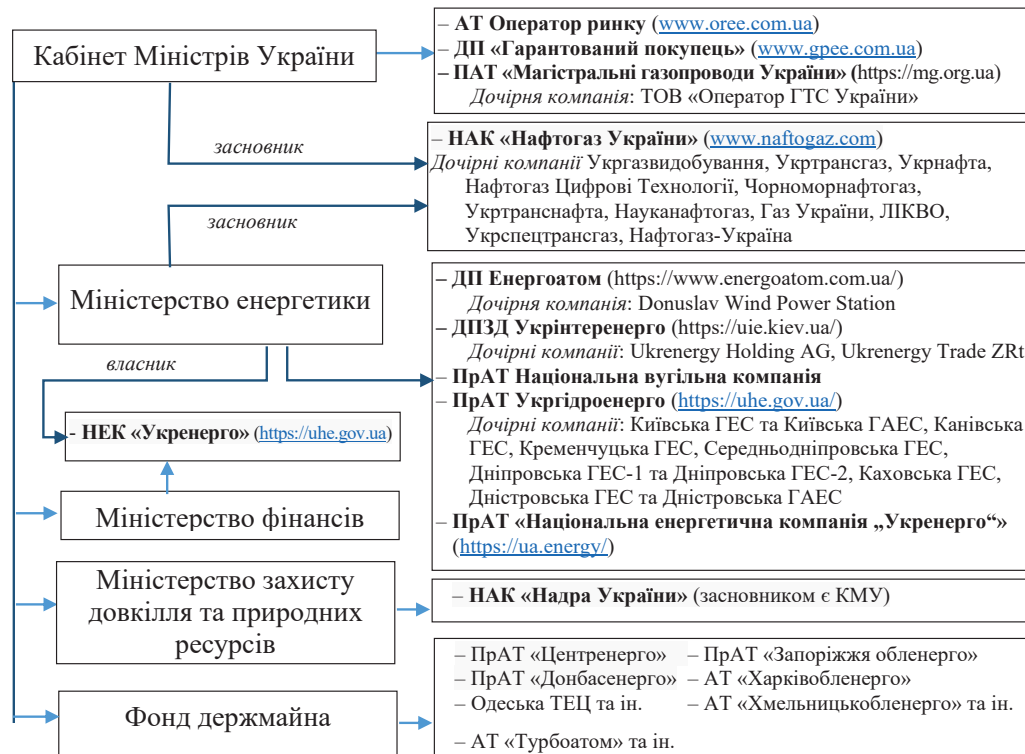 Кабінет Міністрів України
– АТ Оператор ринку (www.oree.com.ua)
– ДП «Гарантований покупець» (www.gpee.com.ua)
– ПАТ «Магістральні газопроводи України» (https://mg.org.ua)
Дочірня компанія: ТОВ «Оператор ГТС України»
засновник
– НАК «Нафтогаз України» (www.naftogaz.com)
Дочірні компанії Укргазвидобування, Укртрансгаз, Укрнафта,
Нафтогаз Цифрові Технології, Чорноморнафтогаз,
Укртранснафта, Науканафтогаз, Газ України, ЛІКВО,
Укрспецтрансгаз, Нафтогаз-Україна
засновник
Міністерство енергетики
– ДП Енергоатом (https://www.energoatom.com.ua/)
Дочірня компанія: Donuslav Wind Power Station
– ДПЗД Укрінтеренерго (https://uie.kiev.ua/)
Дочірні компанії: Ukrenergy Holding AG, Ukrenergy Trade ZRt
– ПрАТ Національна вугільна компанія
– ПрАТ Укргідроенерго (https://uhe.gov.ua/)
Дочірні компанії: Київська ГЕС та Київська ГАЕС, Канівська
ГЕС, Кременчуцька ГЕС, Середньодніпровська ГЕС,
Дніпровська ГЕС-1 та Дніпровська ГЕС-2, Каховська ГЕС,
Дністровська ГЕС та Дністровська ГАЕС
– ПрАТ «Національна енергетична компанія „Укренерго“»
(https://ua.energy/)
власник
- НЕК «Укренерго» (https://uhe.gov.ua)
Міністерство фінансів
Міністерство захисту
довкілля та природних
ресурсів
– НАК «Надра України» (засновником є КМУ)
Фонд держмайна
– ПрАТ «Центренерго» – ПрАТ «Запоріжжя обленерго»
– ПрАТ «Донбасенерго» – АТ «Харківобленерго»
– Одеська ТЕЦ та ін. – АТ «Хмельницькобленерго» та ін.
– АТ «Турбоатом» та ін.